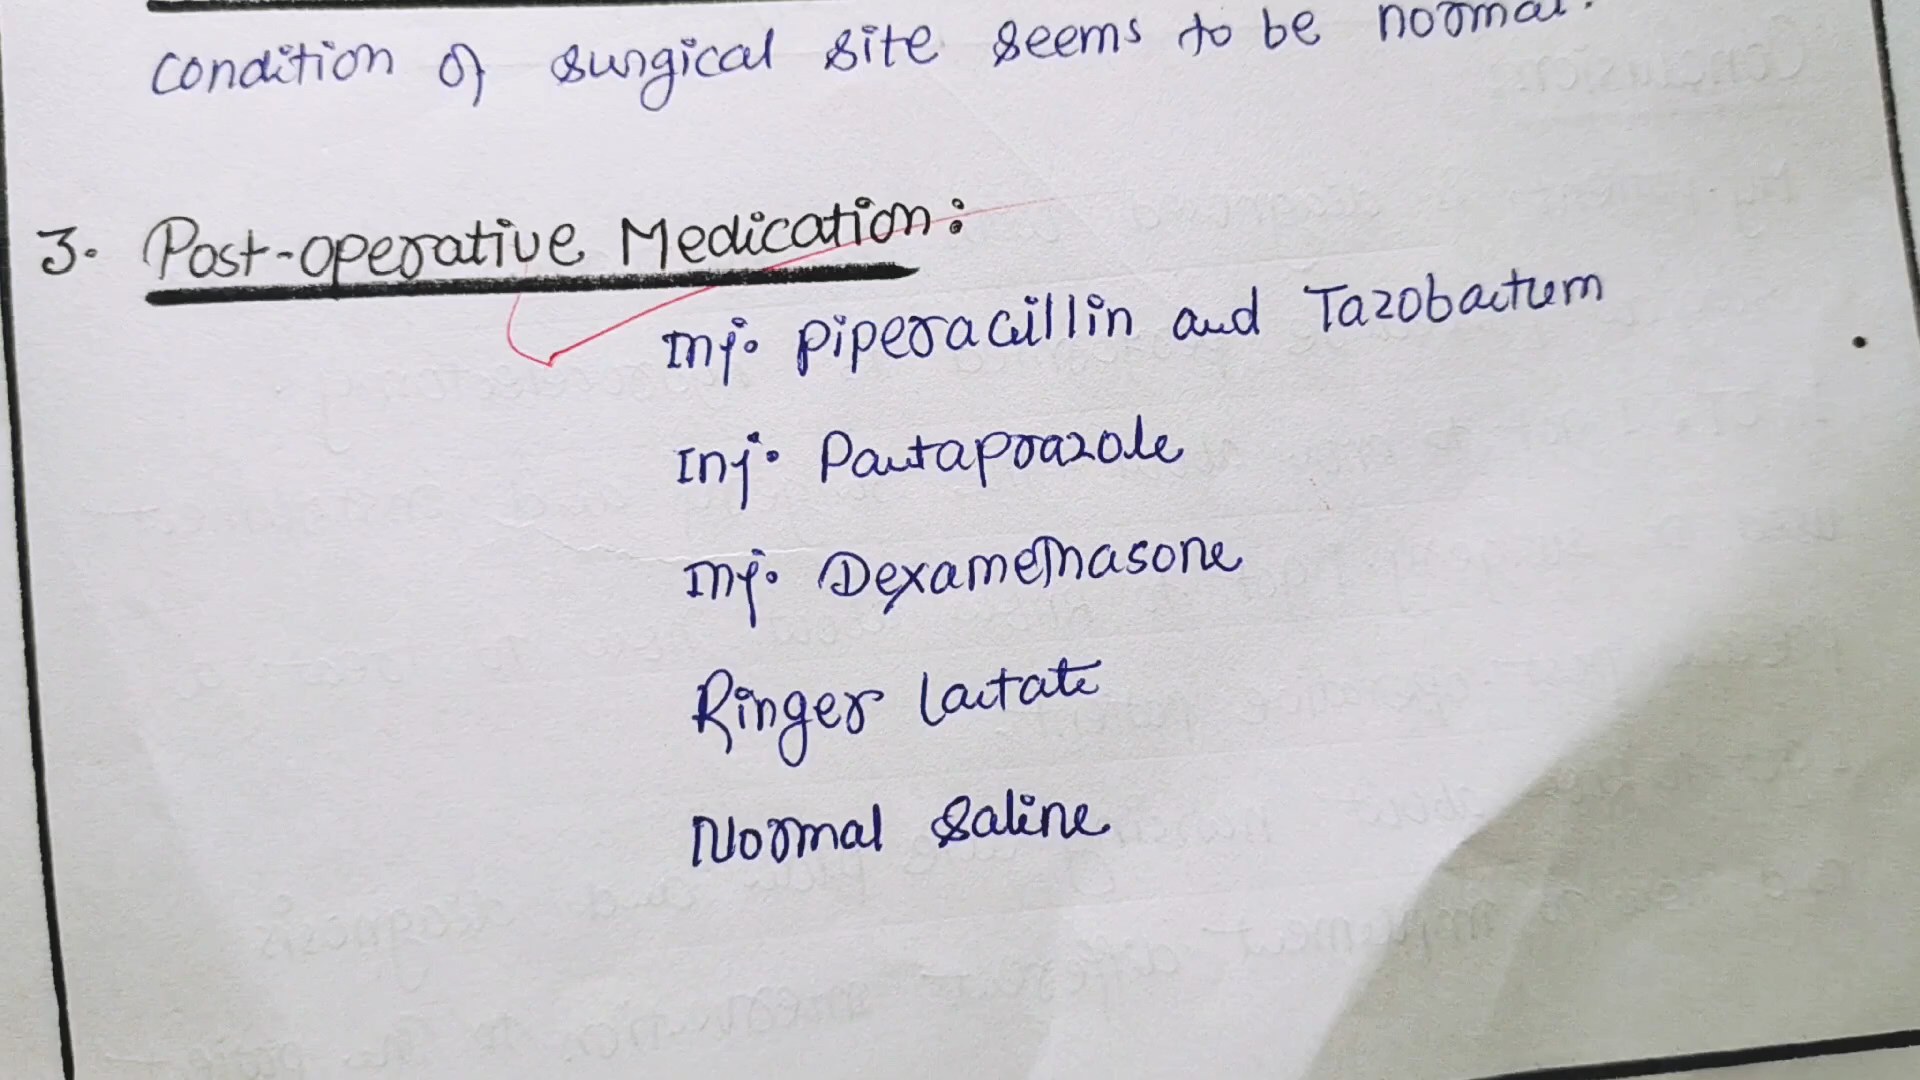 condition of surgical site seems to be normal.
3. Post-operative Medication:
Inj. Piperacillin and Tazobactum
Inj. Pantaprazole
Inj. Dexamethasone
Ringer Lactate
Normal Saline